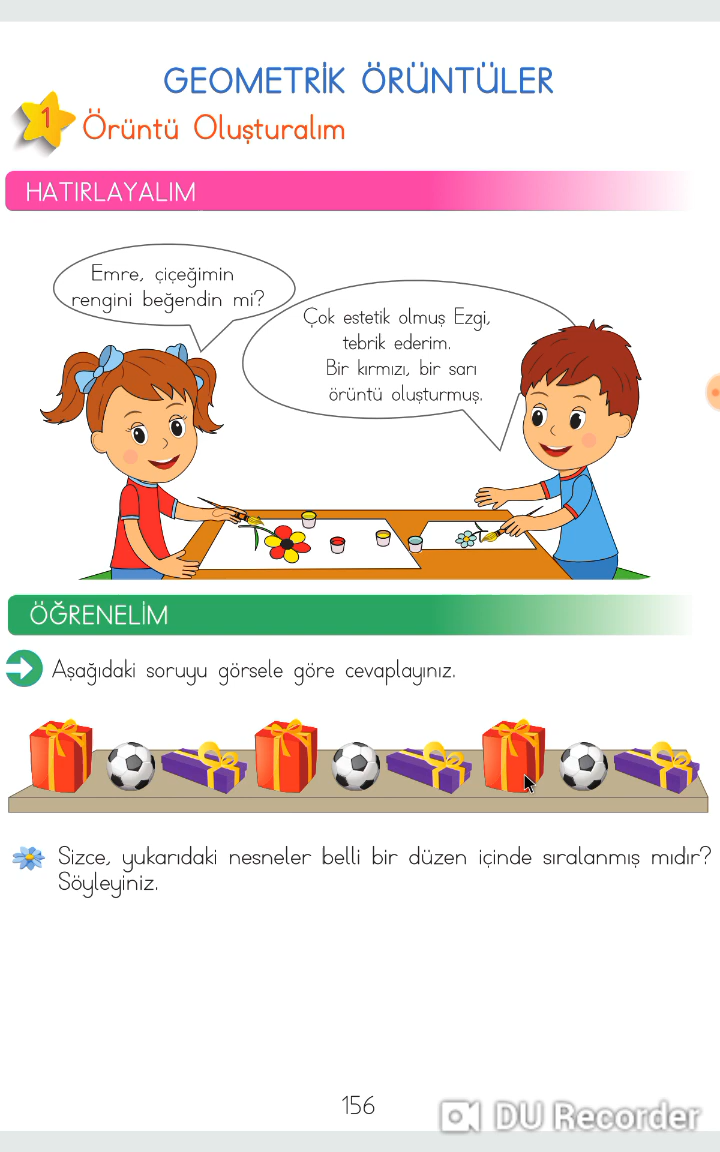 GEOMETRİK ÖRÜNTÜLER
1
Örüntü Oluşturalım
HATIRLAYALIM
Emre, çiçeğimin
rengini beğendin mi?
Çok estetik olmuş Ezgi,
tebrik ederim.
Bir kırmızı, bir sarı
örüntü oluşturmuş.
ÖĞRENELİM
Aşağıdaki soruyu görsele göre cevaplayınız.
Sizce, yukarıdaki nesneler belli bir düzen içinde sıralanmış mıdır?
Söyleyiniz.
156
DU Recorder